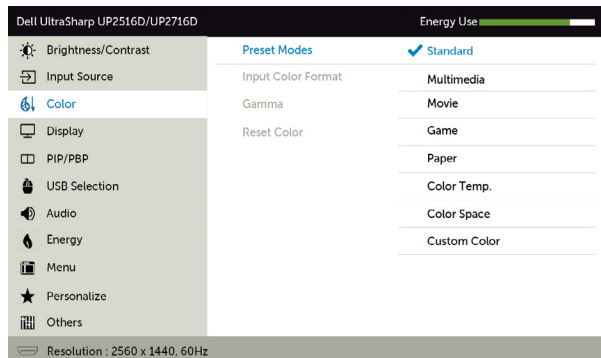 Dell UltraSharp UP2516D/UP2716D
Energy Use
Brightness/Contrast
Input Source
Color
Display
PIP/PBP
USB Selection
Audio
Energy
Menu
Personalize
Others
Preset Modes
Input Color Format
Gamma
Reset Color
Standard
Multimedia
Movie
Game
Paper
Color Temp.
Color Space
Custom Color
Resolution : 2560 x 1440, 60Hz